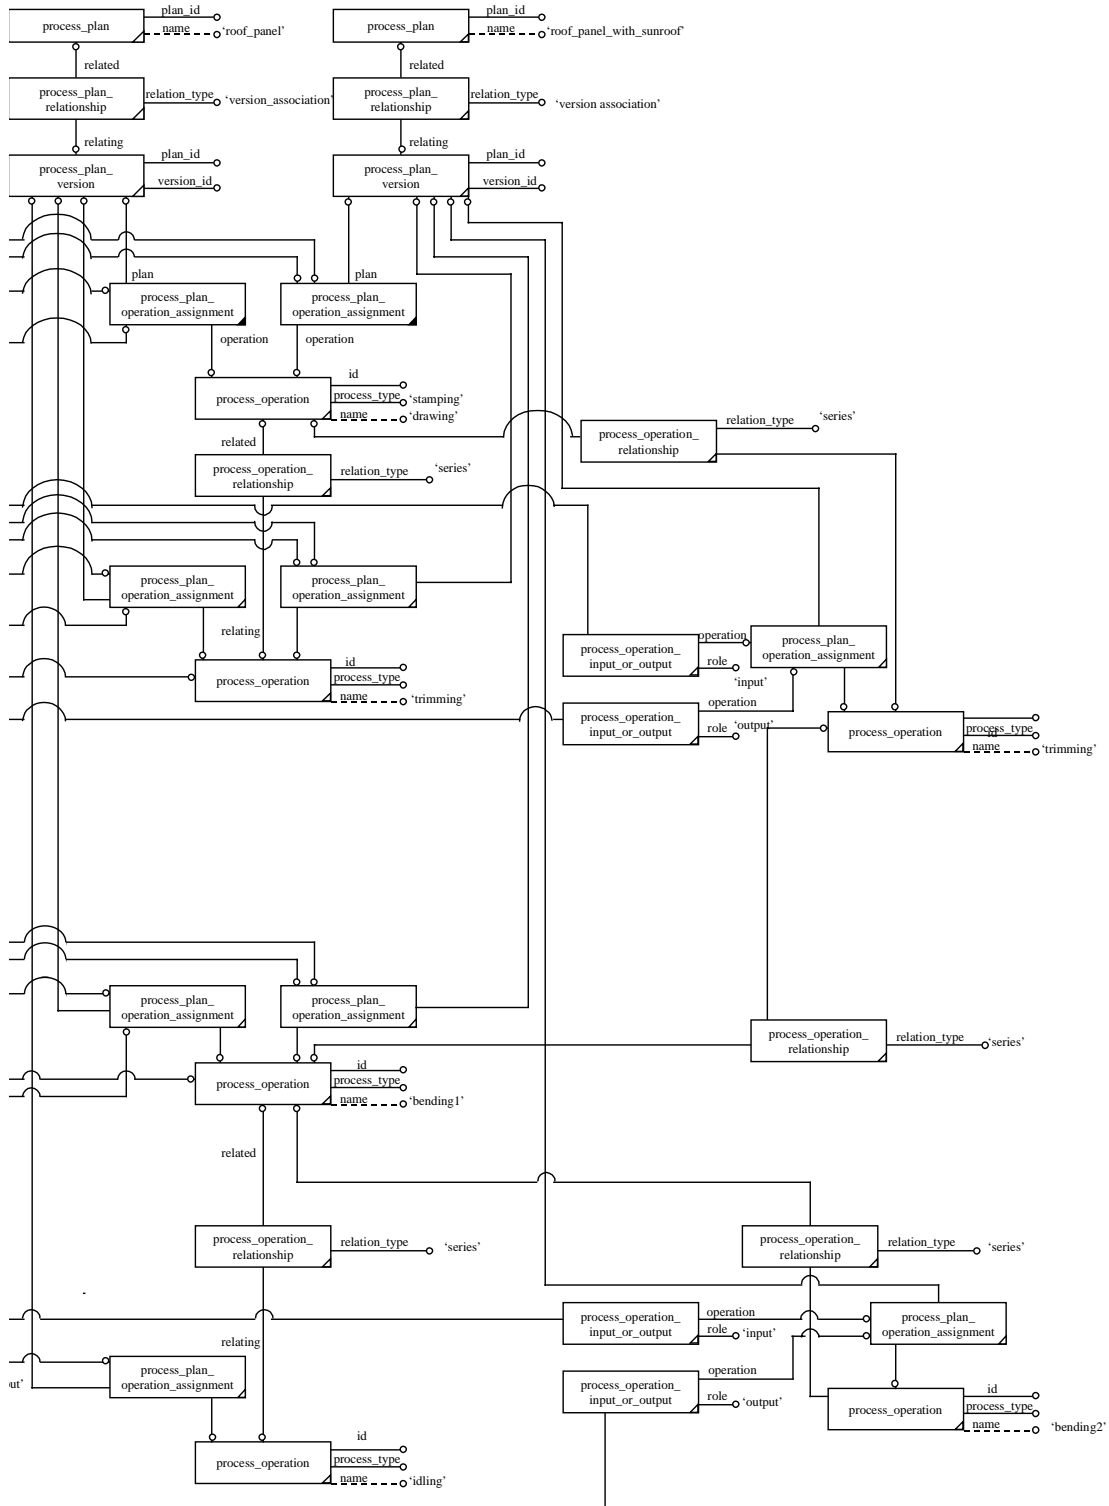 plan_id
process_plan
name
‘roof_panel’
plan_id
process_plan
name
‘roof_panel_with_sunroof’
related
related
process_plan_
relationship
relation_type
‘version_association’
process_plan_
relationship
relation_type
‘version association’
relating
relating
process_plan_
version
plan_id
version_id
process_plan_
version
plan_id
version_id
plan
plan
process_plan_
operation_assignment
process_plan_
operation_assignment
operation
operation
process_operation
id
process_type
‘stamping’
name
‘drawing’
relation_type
‘series’
process_operation_
relationship
related
process_operation_
relationship
relation_type
‘series’
process_plan_
operation_assignment
process_plan_
operation_assignment
relating
process_operation
id
process_type
name
‘trimming’
process_operation_
input_or_output
operation
role
‘input’
process_plan_
operation_assignment
process_operation_
input_or_output
operation
role
‘output’
process_operation
process_type
id
name
‘trimming’
process_plan_
operation_assignment
process_plan_
operation_assignment
process_operation_
relationship
relation_type
‘series’
process_operation
id
process_type
name
‘bending1’
related
process_operation_
relationship
relation_type
‘series’
process_operation_
relationship
relation_type
‘series’
process_operation_
input_or_output
operation
role
‘input’
process_plan_
operation_assignment
relating
process_plan_
operation_assignment
ut’
process_operation_
input_or_output
operation
role
‘output’
process_operation
id
process_type
name
‘bending2’
process_operation
id
process_type
name
‘idling’